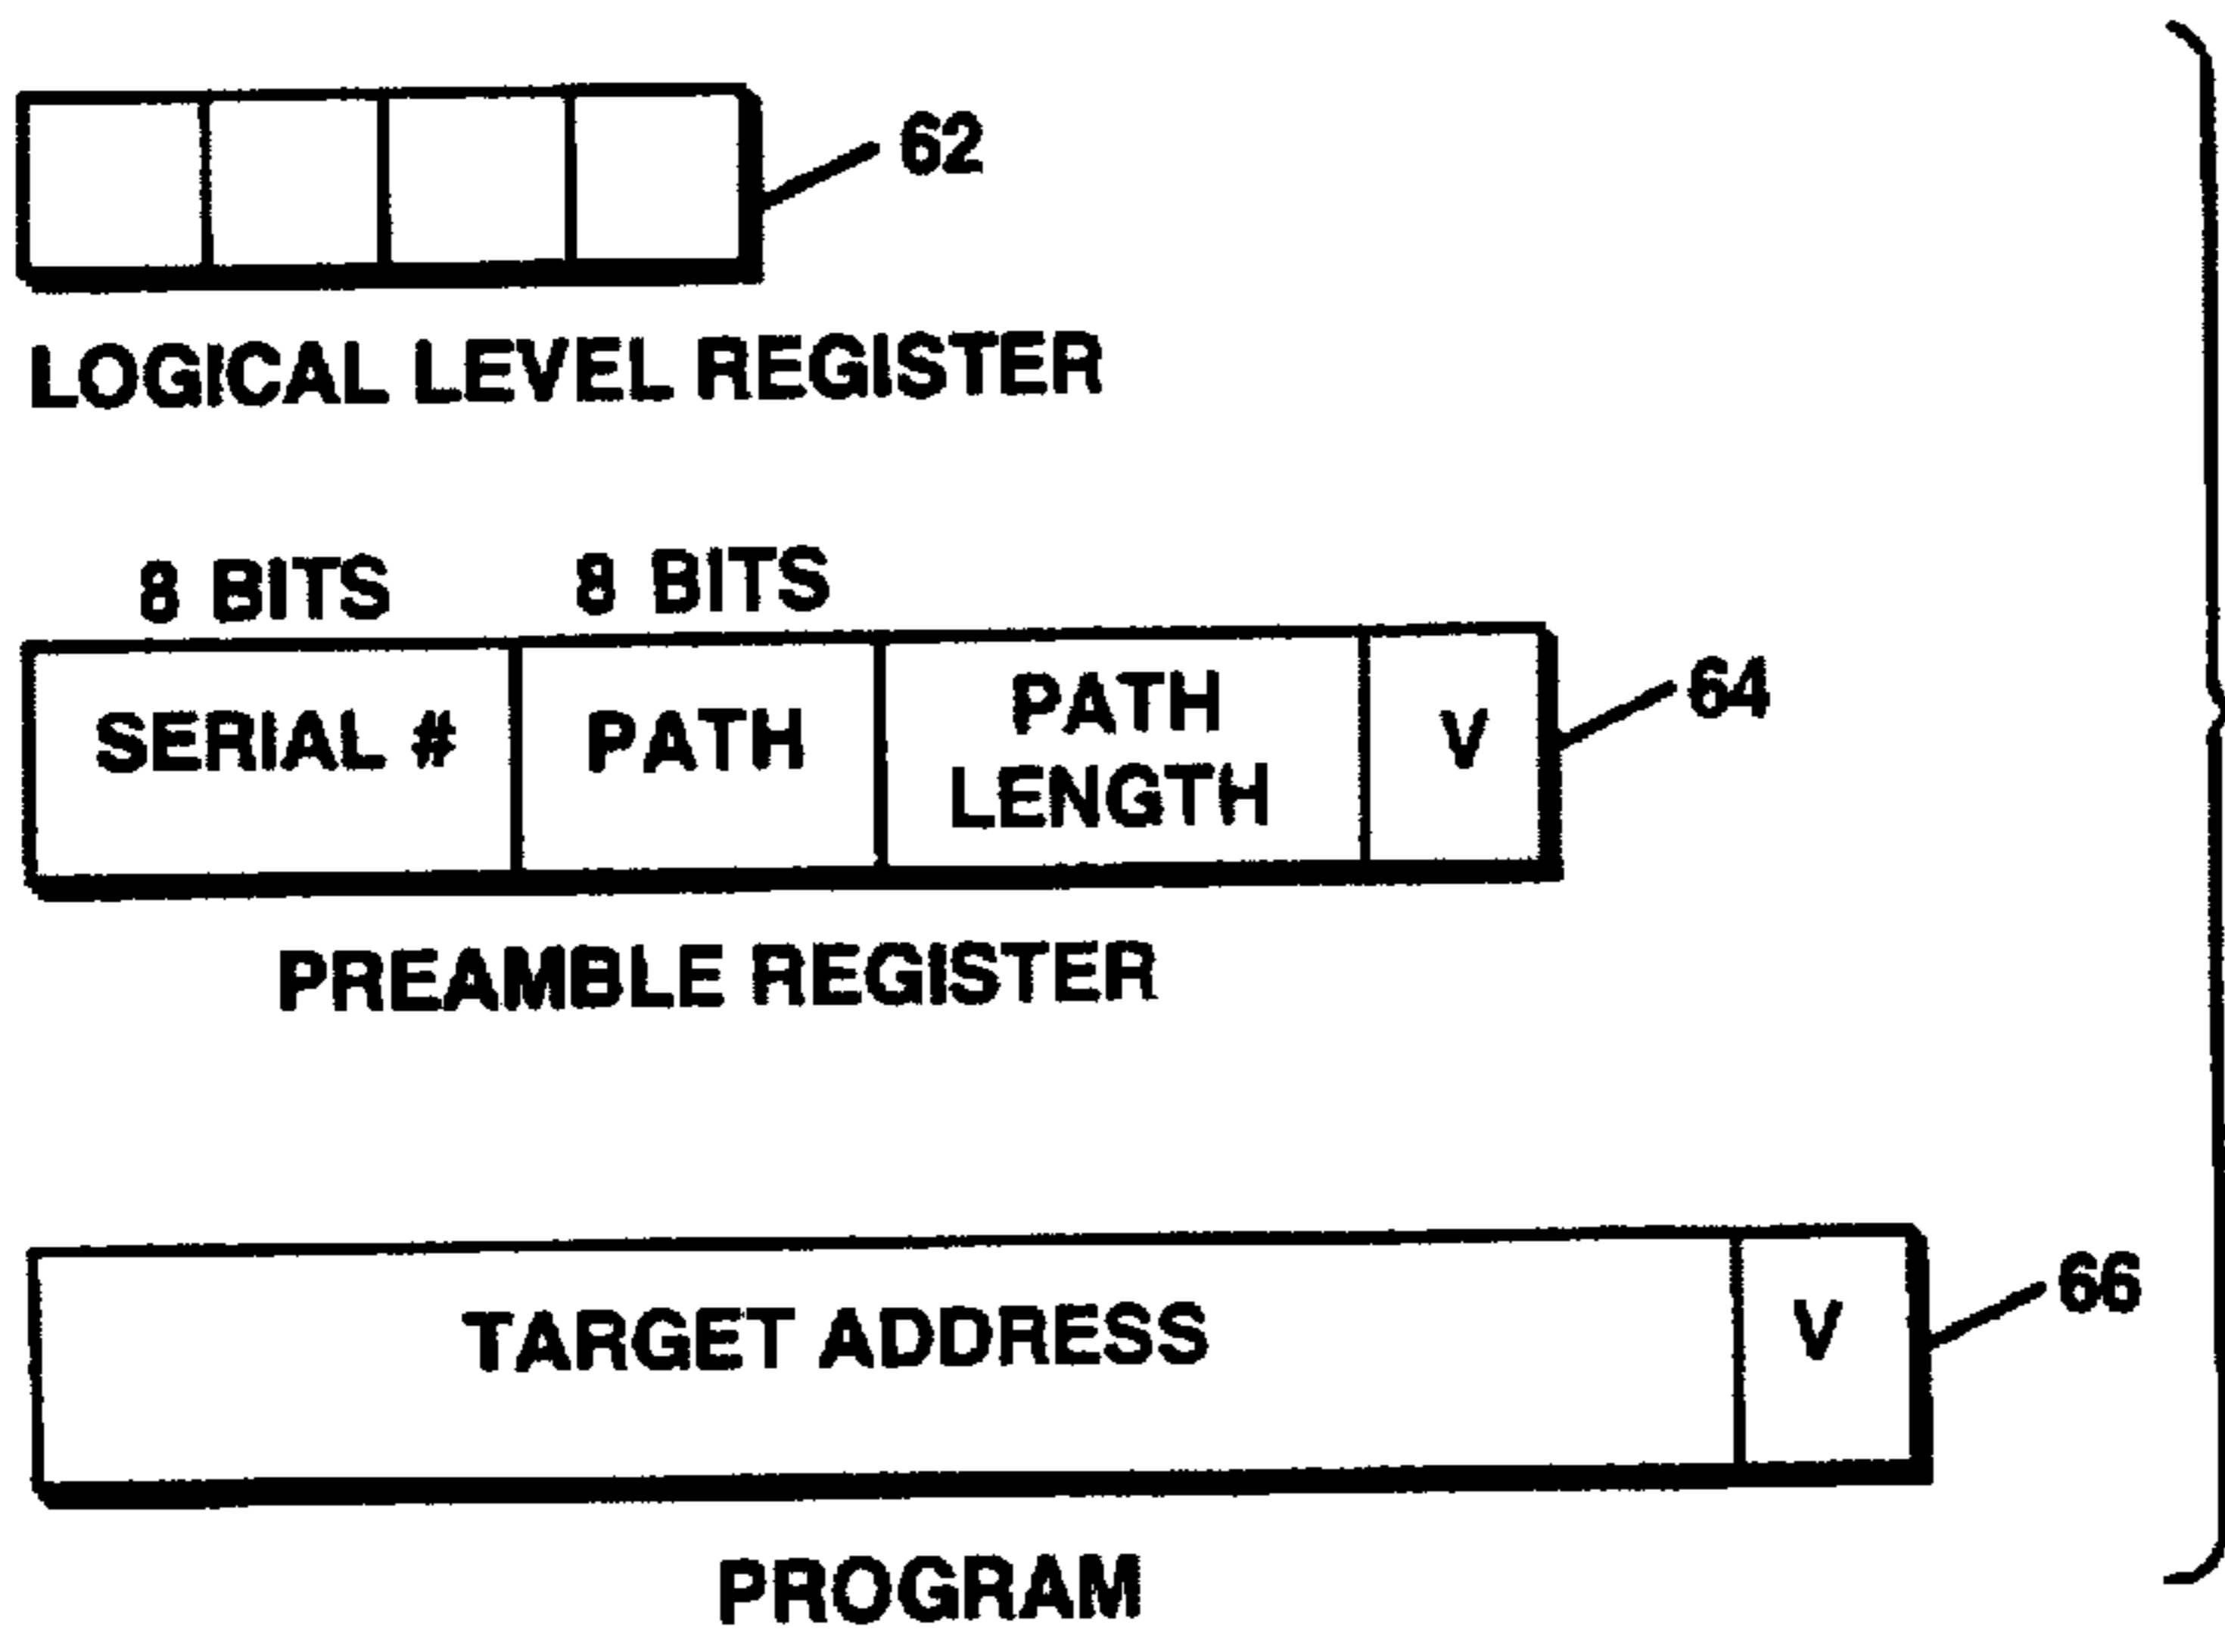 62
LOGICAL LEVEL REGISTER
8 BITS 8 BITS
SERIAL # PATH PATH LENGTH V 64
PREAMBLE REGISTER
TARGET ADDRESS V 66
PROGRAM